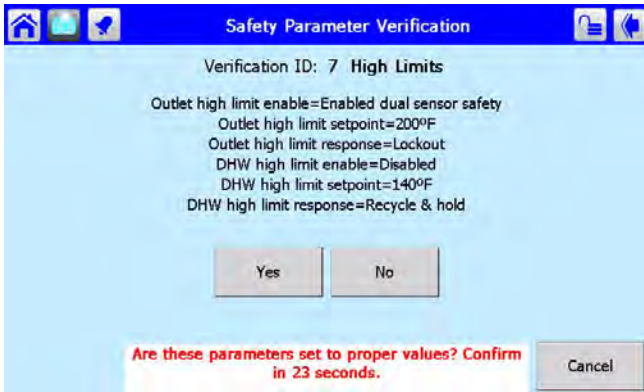 Safety Parameter Verification
Verification ID: 7 High Limits
Outlet high limit enable=Enabled dual sensor safety
Outlet high limit setpoint=200ºF
Outlet high limit response=Lockout
DHW high limit enable=Disabled
DHW high limit setpoint=140ºF
DHW high limit response=Recycle & hold
Yes
No
Are these parameters set to proper values? Confirm
in 23 seconds.
Cancel